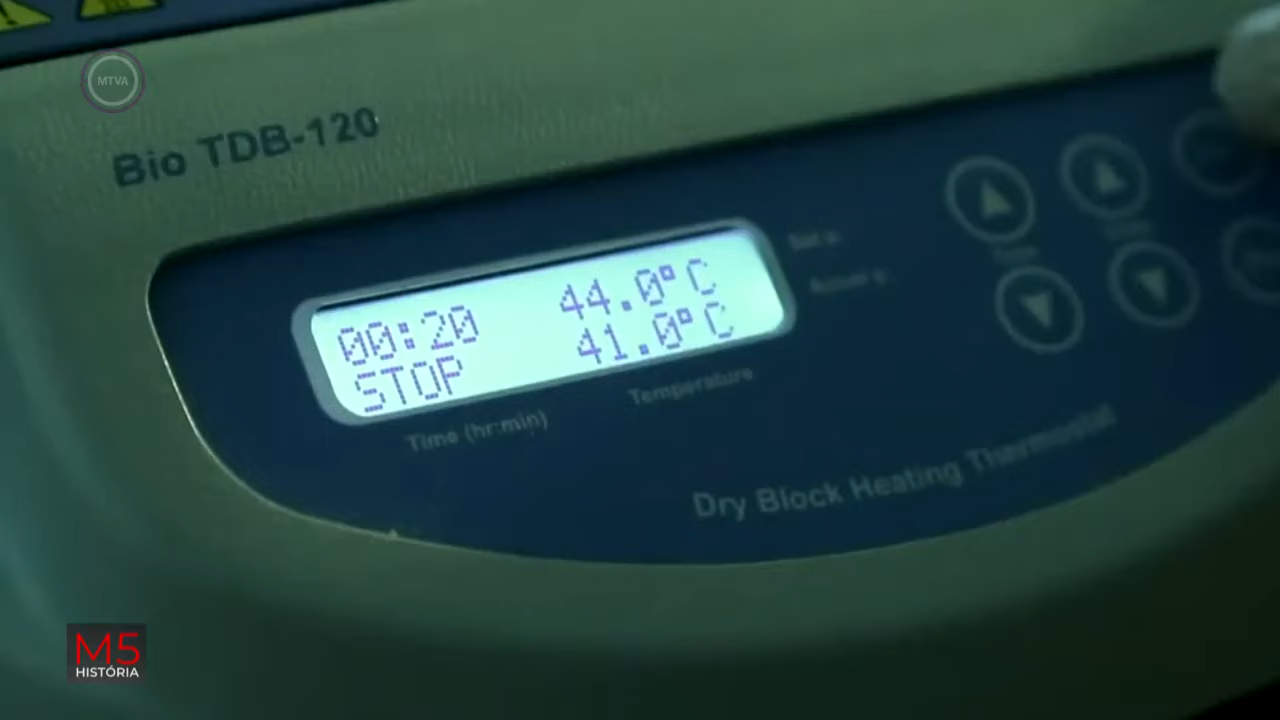 MTVA
Bio TDB-120
00:20 44.0°C
STOP 41.0°C
Time (hr:min)
Temperature
Dry Block Heating Thermostat
M5
HISTÓRIA